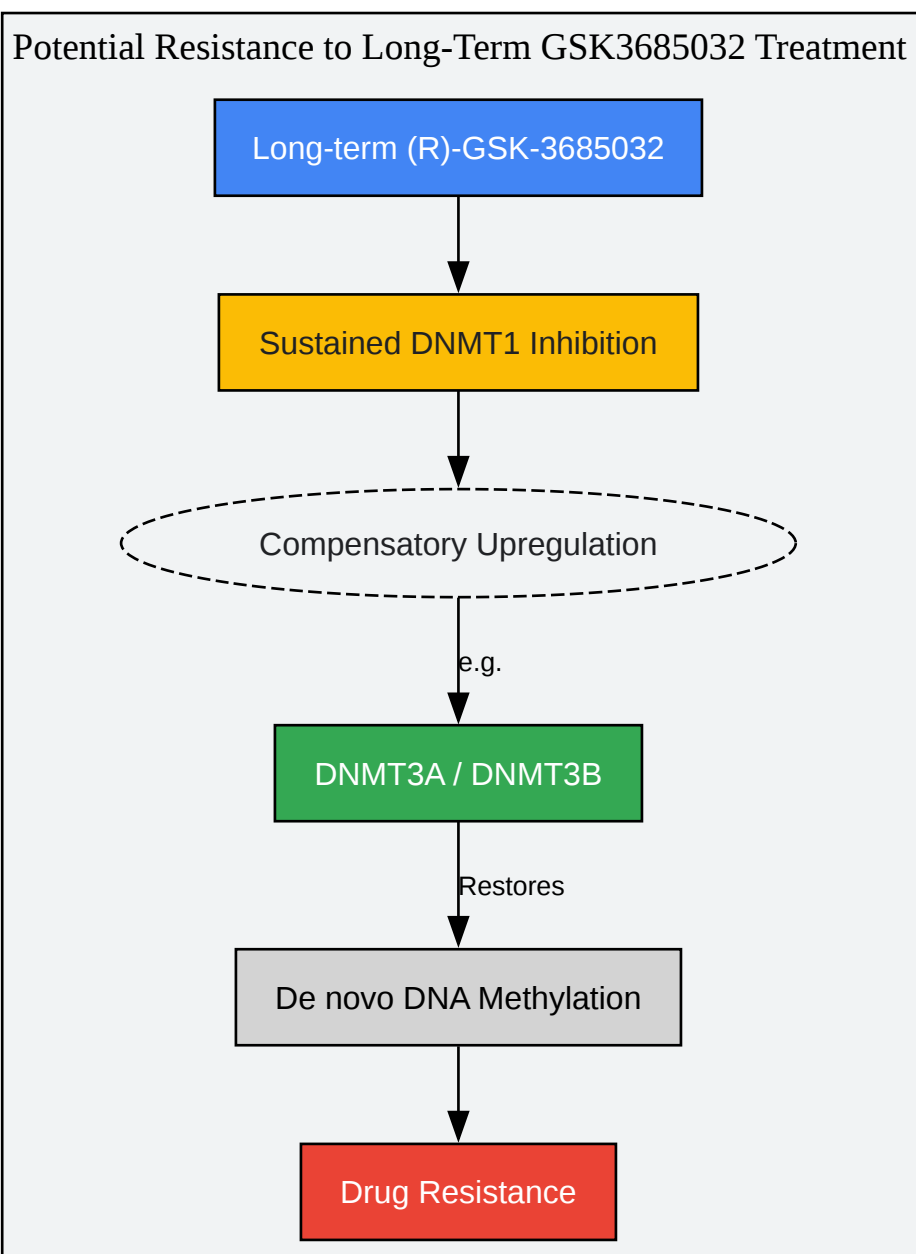 Potential Resistance to Long-Term GSK3685032 Treatment
Long-term (R)-GSK-3685032
Sustained DNMT1 Inhibition
Compensatory Upregulation
e.g.
DNMT3A / DNMT3B
Restores
De novo DNA Methylation
Drug Resistance